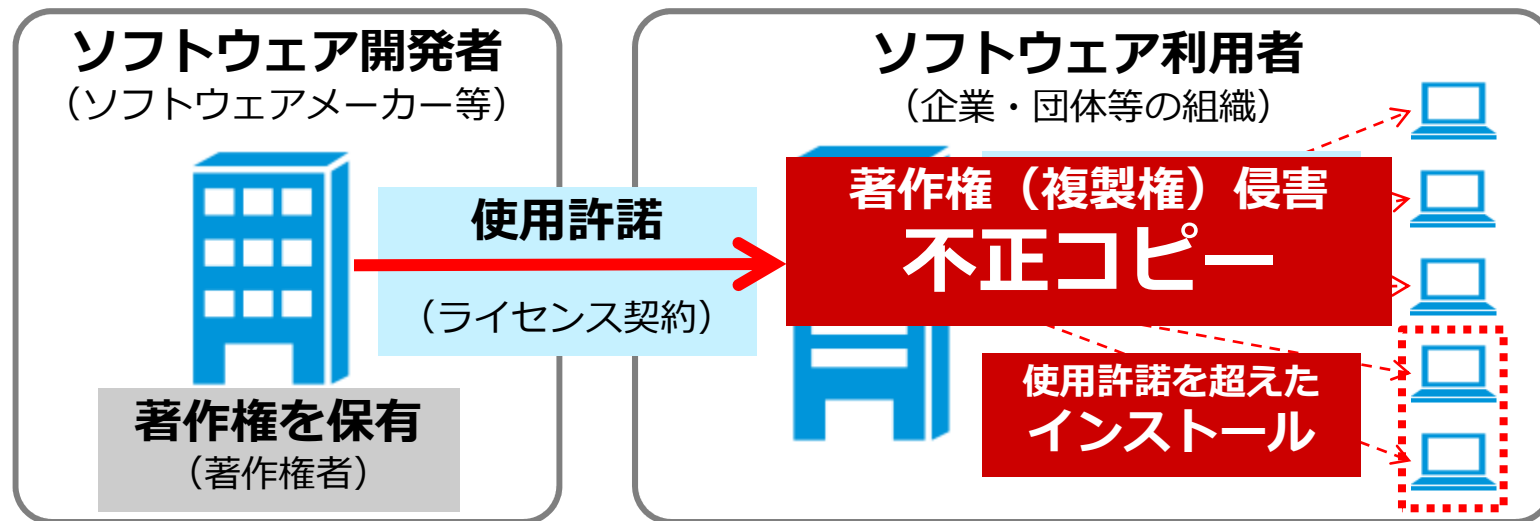 ソフトウェア開発者
（ソフトウェアメーカー等）
著作権を保有
（著作権者）
使用許諾
（ライセンス契約）
ソフトウェア利用者
（企業・団体等の組織）
著作権（複製権）侵害
不正コピー
使用許諾を超えた
インストール